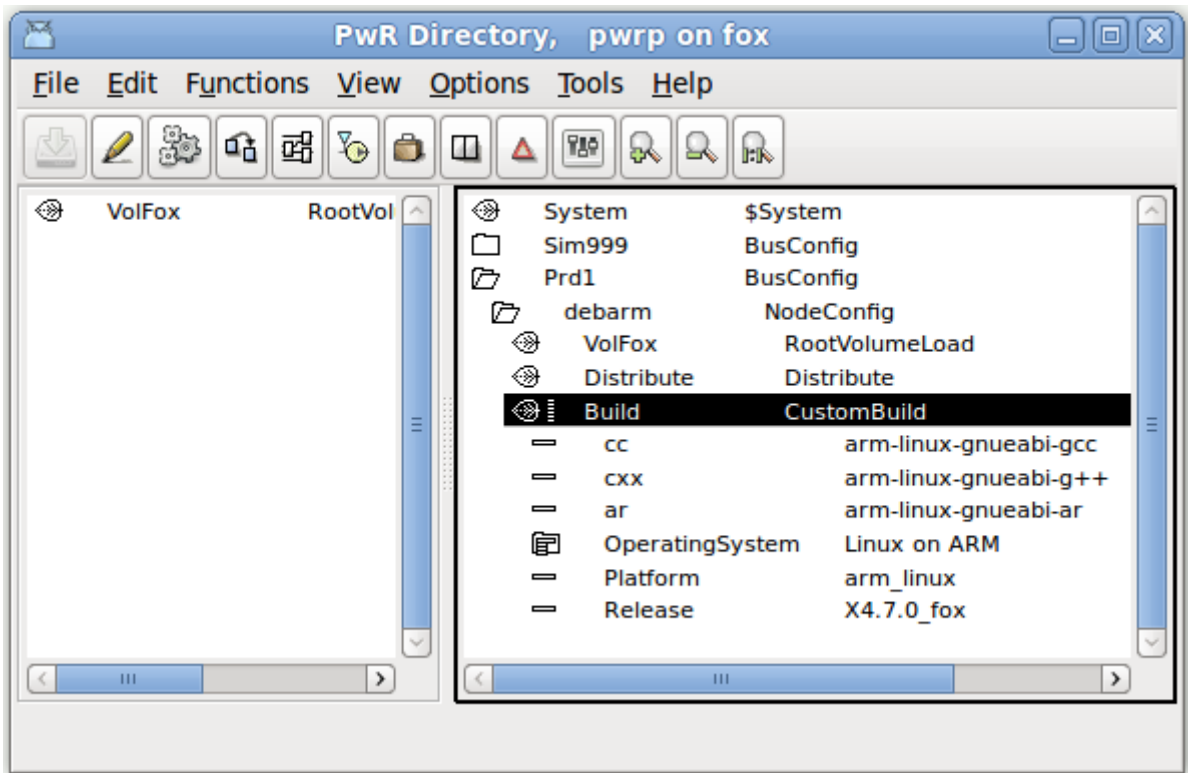 PwR Directory, pwrp on fox
File Edit Functions View Options Tools Help
1:1
VolFox RootVol
System $System
Sim999 BusConfig
Prd1 BusConfig
debarm NodeConfig
VolFox RootVolumeLoad
Distribute Distribute
Build CustomBuild
cc arm-linux-gnueabi-gcc
cxx arm-linux-gnueabi-g++
ar arm-linux-gnueabi-ar
OperatingSystem Linux on ARM
Platform arm_linux
Release X4.7.0_fox